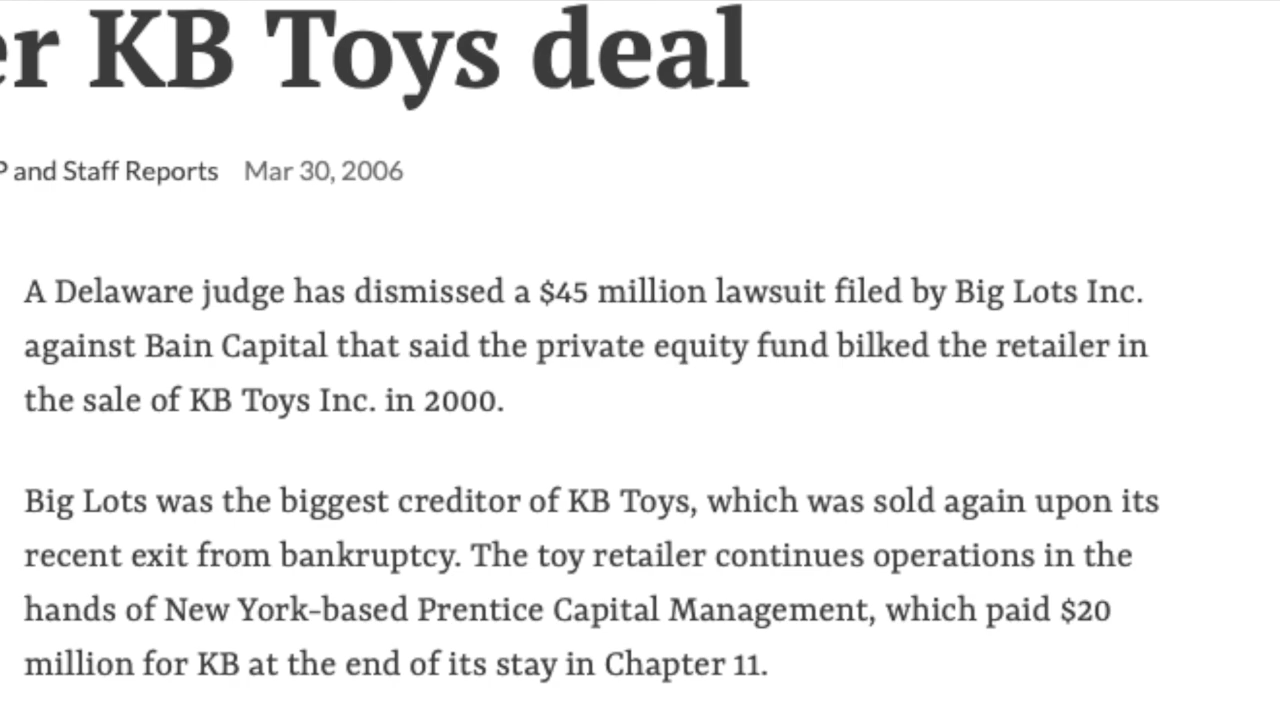 er KB Toys deal
P and Staff Reports Mar 30, 2006
A Delaware judge has dismissed a $45 million lawsuit filed by Big Lots Inc.
against Bain Capital that said the private equity fund bilked the retailer in
the sale of KB Toys Inc. in 2000.
Big Lots was the biggest creditor of KB Toys, which was sold again upon its
recent exit from bankruptcy. The toy retailer continues operations in the
hands of New York-based Prentice Capital Management, which paid $20
million for KB at the end of its stay in Chapter 11.